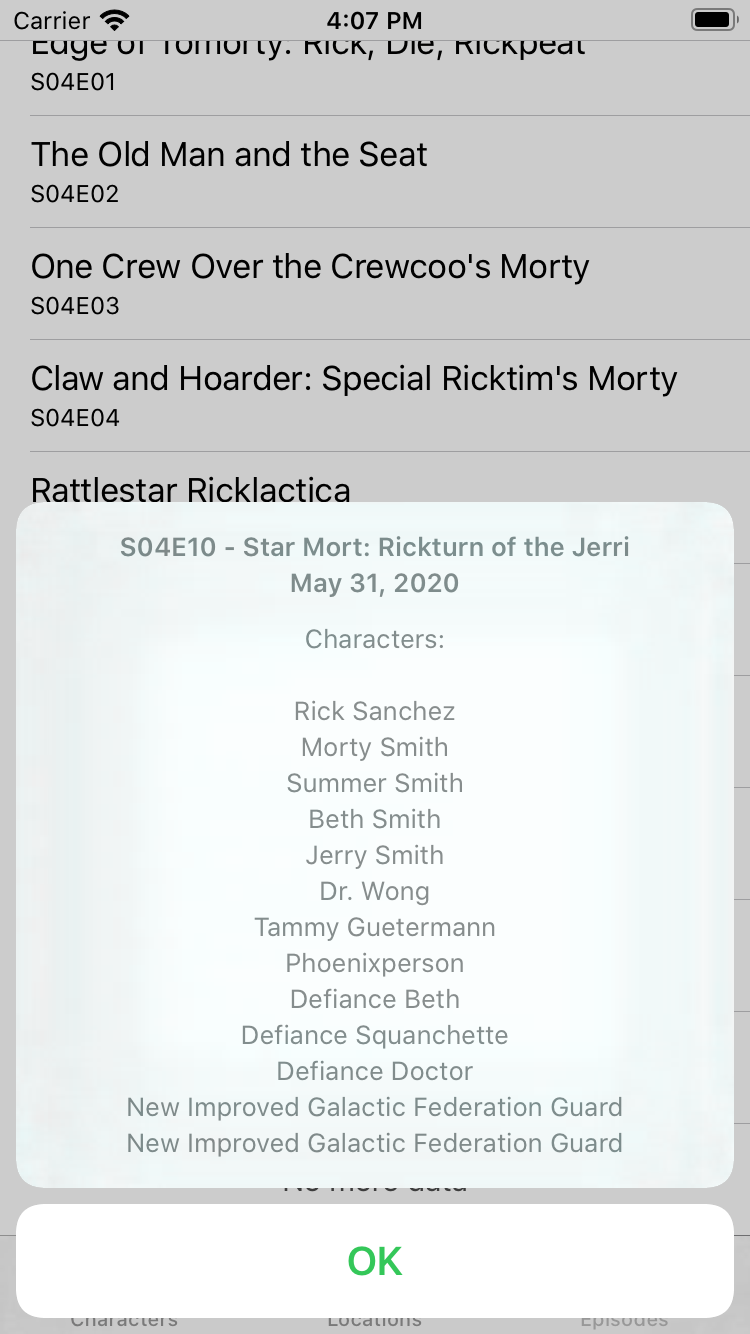 Carrier 4:07 PM
Edge of Tomorty: Rick, Die, Rickpeat
S04E01
The Old Man and the Seat
S04E02
One Crew Over the Crewcoo's Morty
S04E03
Claw and Hoarder: Special Ricktim's Morty
S04E04
Rattlestar Ricklactica
S04E10 - Star Mort: Rickturn of the Jerri
May 31, 2020
Characters:
Rick Sanchez
Morty Smith
Summer Smith
Beth Smith
Jerry Smith
Dr. Wong
Tammy Guetermann
Phoenixperson
Defiance Beth
Defiance Squanchette
Defiance Doctor
New Improved Galactic Federation Guard
New Improved Galactic Federation Guard
No more data
OK
Characters Locations Episodes